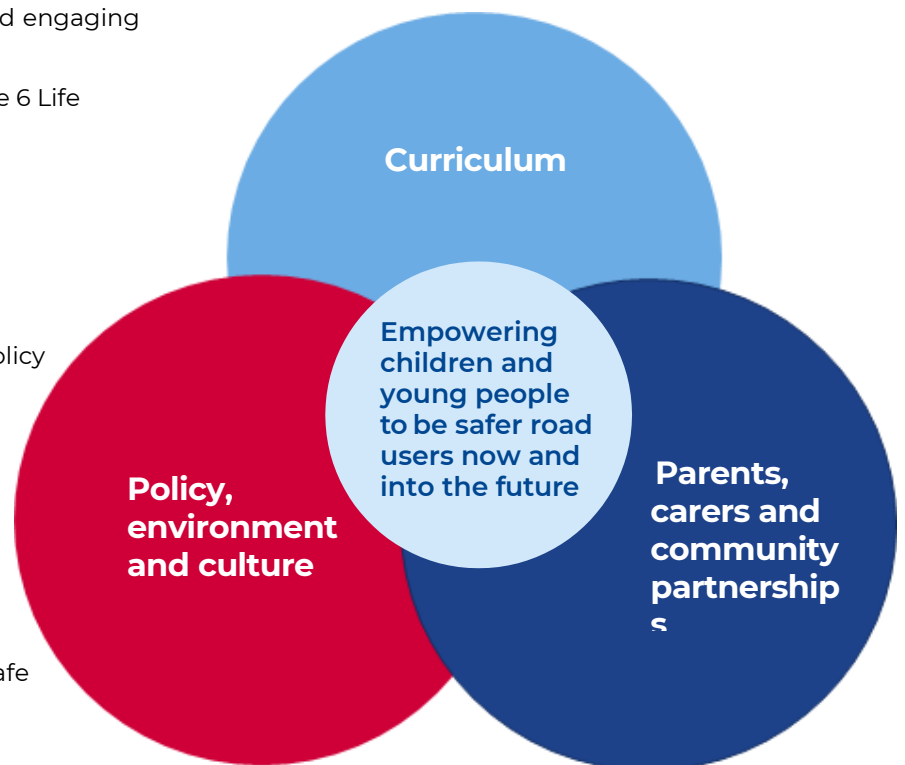 d engaging
e 6 Life
Curriculum
olicy
Empowering
children and
young people
to be safer road
users now and
into the future
Policy,
environment
and culture
Parents,
carers and
community
partnership
s
afe